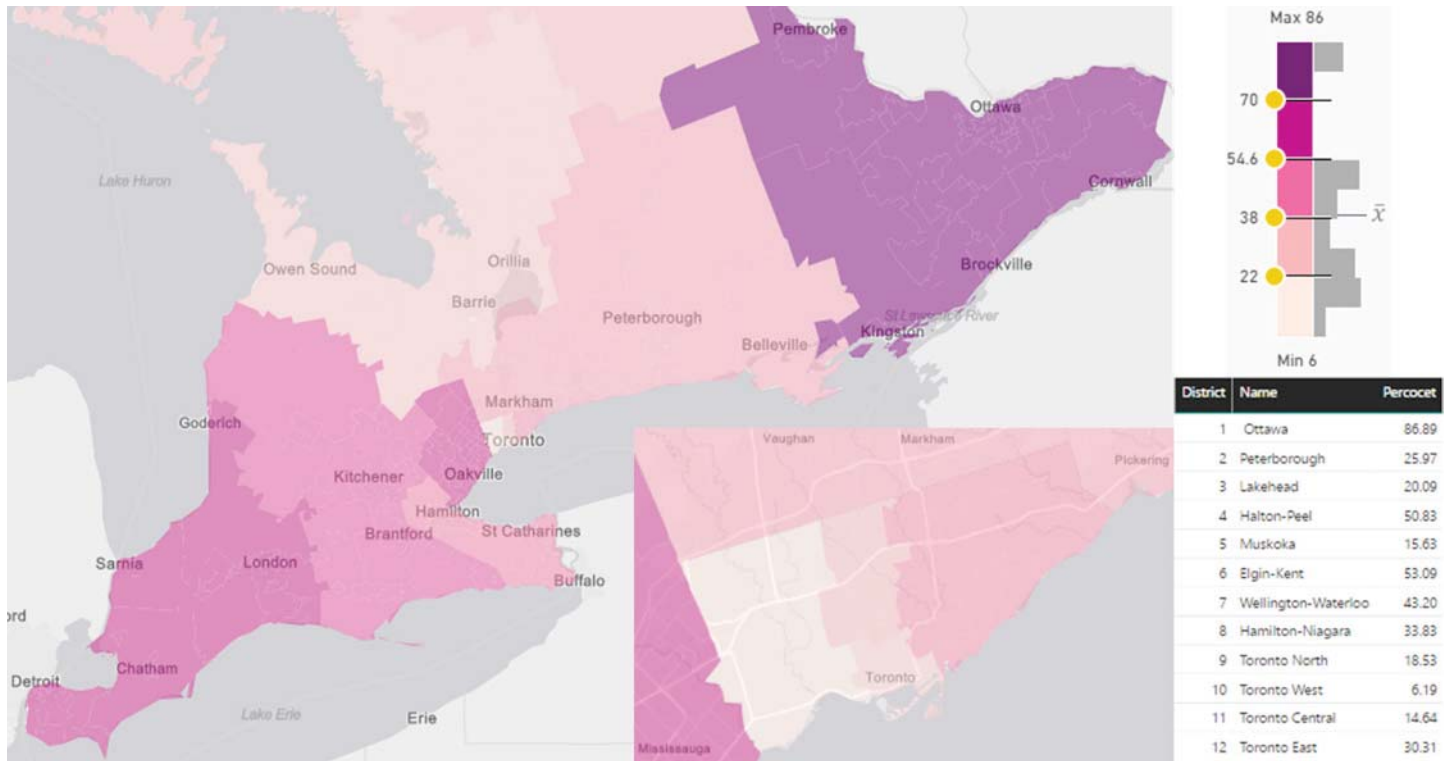 Pembroke
Ottawa
Lake Huron
Cornwall
Owen Sound
Orillia
Brockville
Barrie
Peterborough
St Lawrence River
Kingston
Belleville
Markham
Goderich
Toronto
Kitchener
Oakville
Hamilton
Brantford
St Catharines
Sarnia
London
Buffalo
ord
Chatham
Detroit
Lake Erie
Erie
Vaughan
Markham
Pickering
Toronto
Mississauga
Max 86
70
54.6
38
x̄
22
Min 6
District Name Percocet
1 Ottawa 86.89
2 Peterborough 25.97
3 Lakehead 20.09
4 Halton-Peel 50.83
5 Muskoka 15.63
6 Elgin-Kent 53.09
7 Wellington-Waterloo 43.20
8 Hamilton-Niagara 33.83
9 Toronto North 18.53
10 Toronto West 6.19
11 Toronto Central 14.64
12 Toronto East 30.31